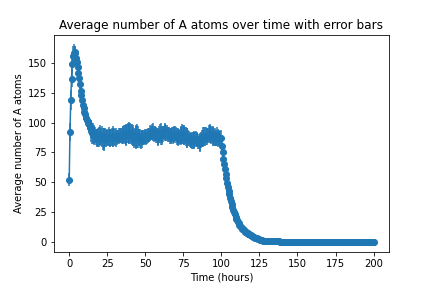 Average number of A atoms over time with error bars
Average number of A atoms
150
125
100
75
50
25
0
0 25 50 75 100 125 150 175 200
Time (hours)